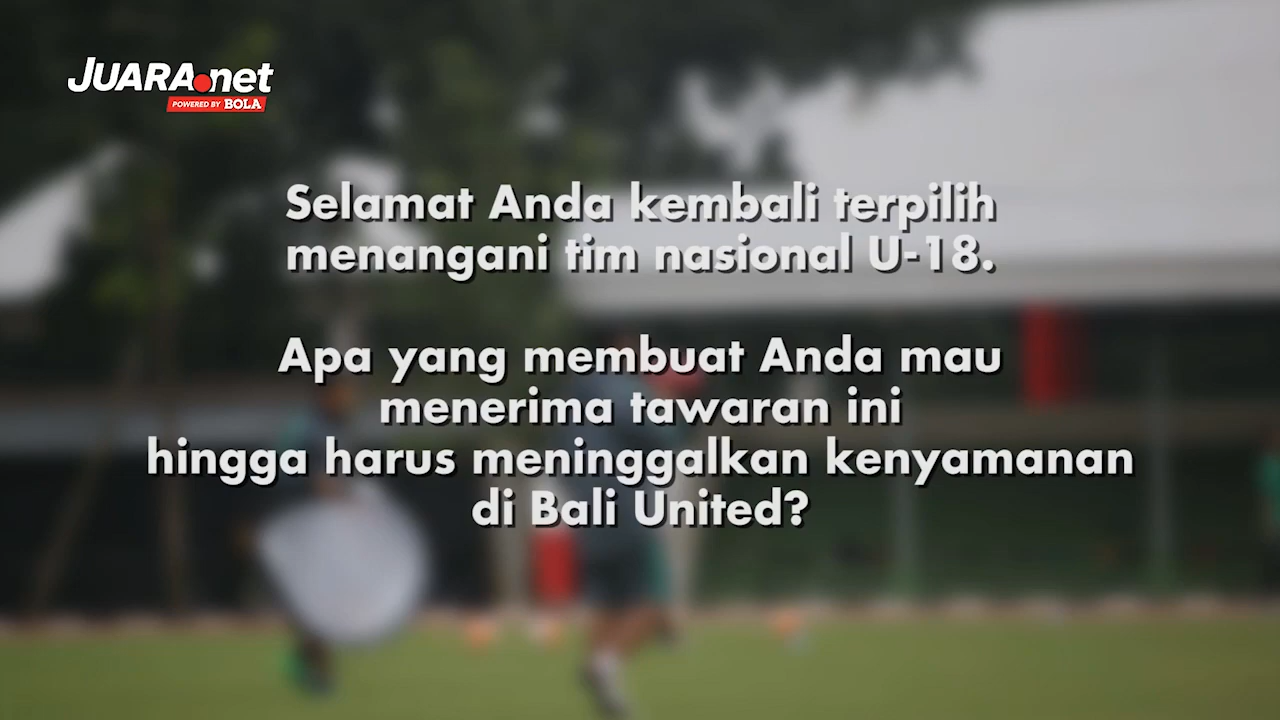 JUARA.net
POWERED BY BOLA
Selamat Anda kembali terpilih
menangani tim nasional U-18.
Apa yang membuat Anda mau
menerima tawaran ini
hingga harus meninggalkan kenyamanan
di Bali United?